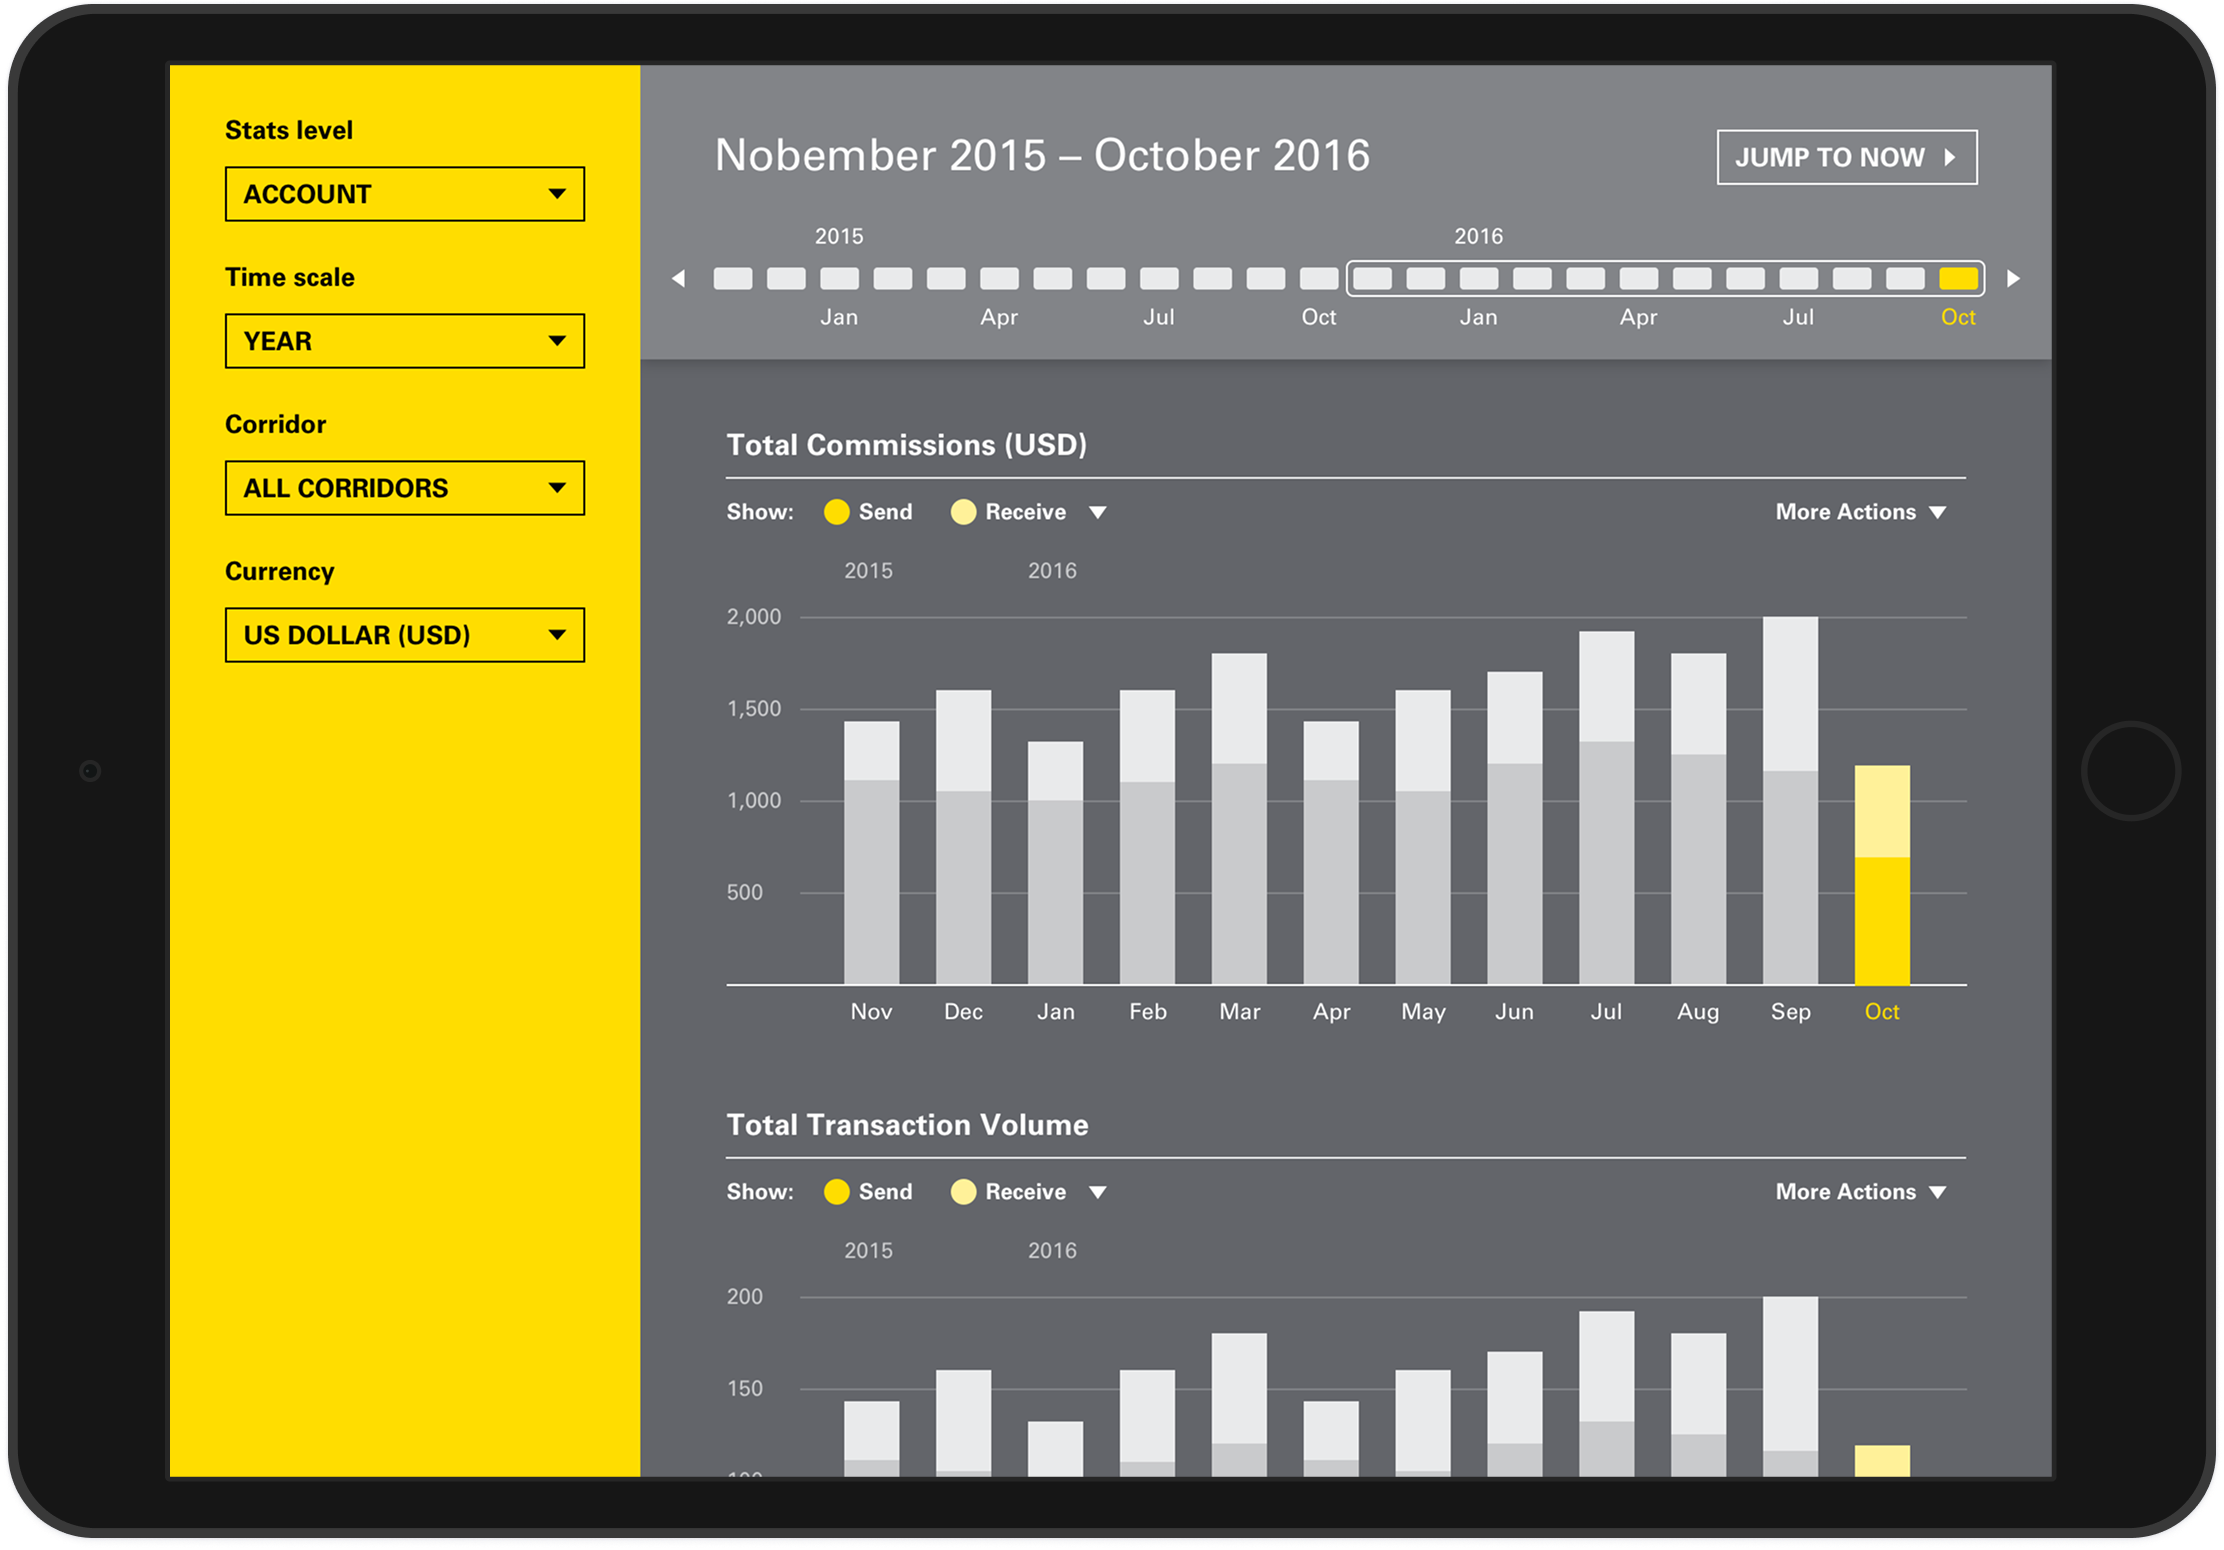 Stats level
ACCOUNT
Time scale
YEAR
Corridor
ALL CORRIDORS
Currency
US DOLLAR (USD)
Nobember 2015 – October 2016
JUMP TO NOW
2015 2016
Jan Apr Jul Oct Jan Apr Jul Oct
Total Commissions (USD)
Show: Send Receive More Actions
2015 2016
2,000
1,500
1,000
500
Nov Dec Jan Feb Mar Apr May Jun Jul Aug Sep Oct
Total Transaction Volume
Show: Send Receive More Actions
2015 2016
200
150